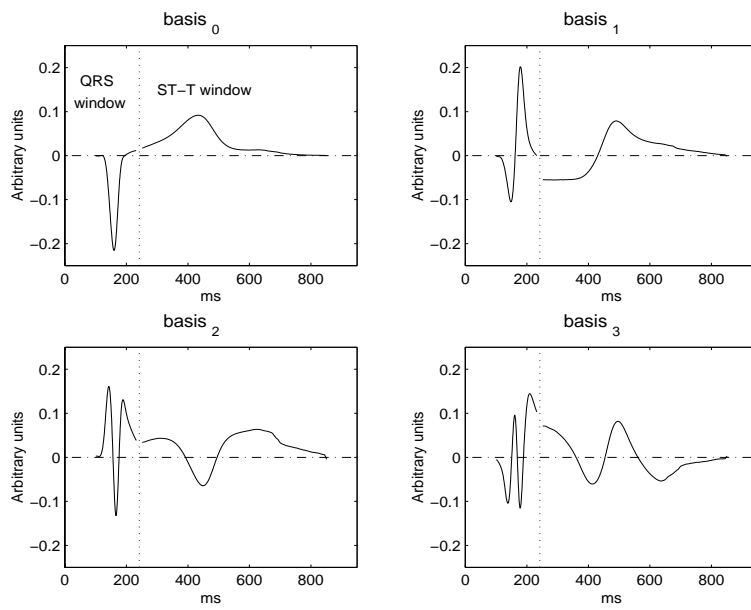 basis 0
0.2
0.1
0
−0.1
−0.2
Arbitrary units
QRS window
ST−T window
0 200 400 600 800
ms
basis 1
0.2
0.1
0
−0.1
−0.2
Arbitrary units
0 200 400 600 800
ms
basis 2
0.2
0.1
0
−0.1
−0.2
Arbitrary units
0 200 400 600 800
ms
basis 3
0.2
0.1
0
−0.1
−0.2
Arbitrary units
0 200 400 600 800
ms